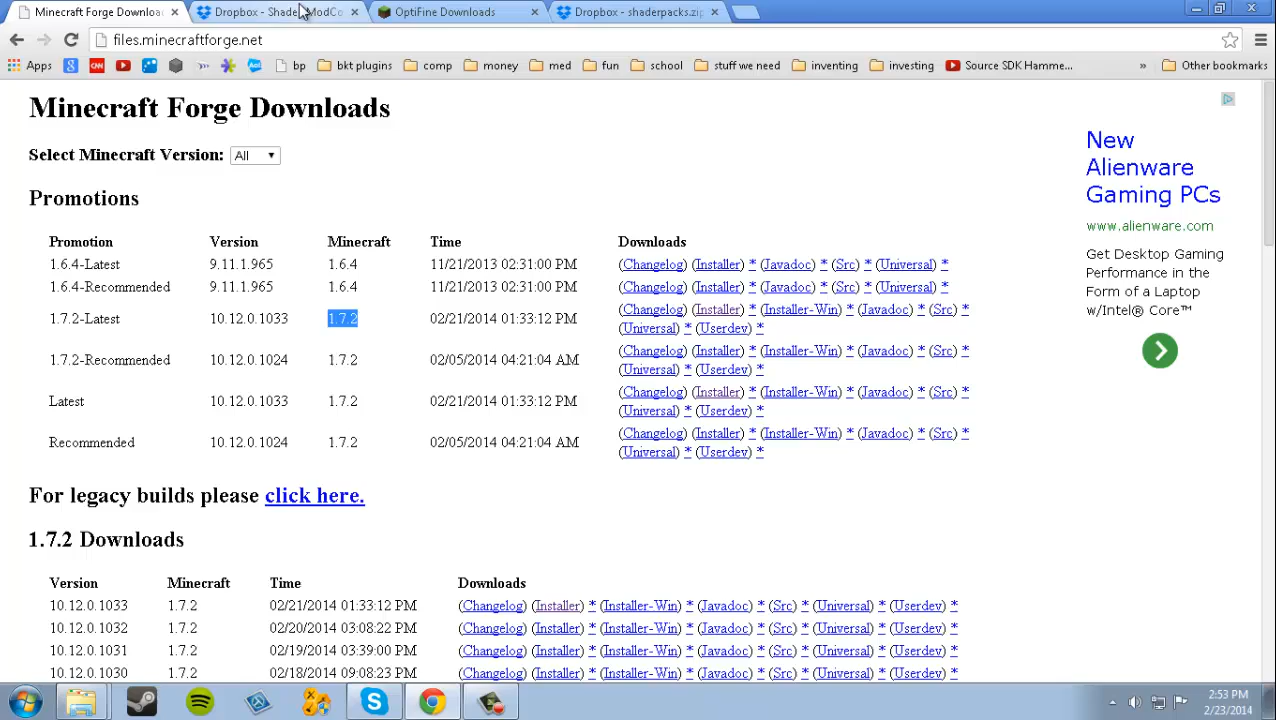 Minecraft Forge Downloa
Dropbox - Shade
ModCo
OptiFine Downloads
Dropbox - shaderpacks.zip
files.minecraftforge.net
Apps
CNN
Aol
bp
bkt plugins
comp
money
med
fun
school
stuff we need
inventing
investing
Source SDK Hamme...
»
Other bookmarks
Minecraft Forge Downloads
Select Minecraft Version: All
Promotions
Promotion Version Minecraft Time Downloads
1.6.4-Latest 9.11.1.965 1.6.4 11/21/2013 02:31:00 PM (Changelog) (Installer) * (Javadoc) * (Src) * (Universal) *
1.6.4-Recommended 9.11.1.965 1.6.4 11/21/2013 02:31:00 PM (Changelog) (Installer) * (Javadoc) * (Src) * (Universal) *
1.7.2-Latest 10.12.0.1033 1.7.2 02/21/2014 01:33:12 PM (Changelog) (Installer) * (Installer-Win) * (Javadoc) * (Src) *
(Universal) * (Userdev) *
1.7.2-Recommended 10.12.0.1024 1.7.2 02/05/2014 04:21:04 AM (Changelog) (Installer) * (Installer-Win) * (Javadoc) * (Src) *
(Universal) * (Userdev) *
Latest 10.12.0.1033 1.7.2 02/21/2014 01:33:12 PM (Changelog) (Installer) * (Installer-Win) * (Javadoc) * (Src) *
(Universal) * (Userdev) *
Recommended 10.12.0.1024 1.7.2 02/05/2014 04:21:04 AM (Changelog) (Installer) * (Installer-Win) * (Javadoc) * (Src) *
(Universal) * (Userdev) *
For legacy builds please click here.
1.7.2 Downloads
Version Minecraft Time Downloads
10.12.0.1033 1.7.2 02/21/2014 01:33:12 PM (Changelog) (Installer) * (Installer-Win) * (Javadoc) * (Src) * (Universal) * (Userdev) *
10.12.0.1032 1.7.2 02/20/2014 03:08:22 PM (Changelog) (Installer) * (Installer-Win) * (Javadoc) * (Src) * (Universal) * (Userdev) *
10.12.0.1031 1.7.2 02/19/2014 03:39:00 PM (Changelog) (Installer) * (Installer-Win) * (Javadoc) * (Src) * (Universal) * (Userdev) *
10.12.0.1030 1.7.2 02/18/2014 09:08:23 PM (Changelog) (Installer) * (Installer-Win) * (Javadoc) * (Src) * (Universal) * (Userdev) *
New
Alienware
Gaming PCs
www.alienware.com
Get Desktop Gaming
Performance in the
Form of a Laptop
w/Intel® Core™
2:53 PM
2/23/2014